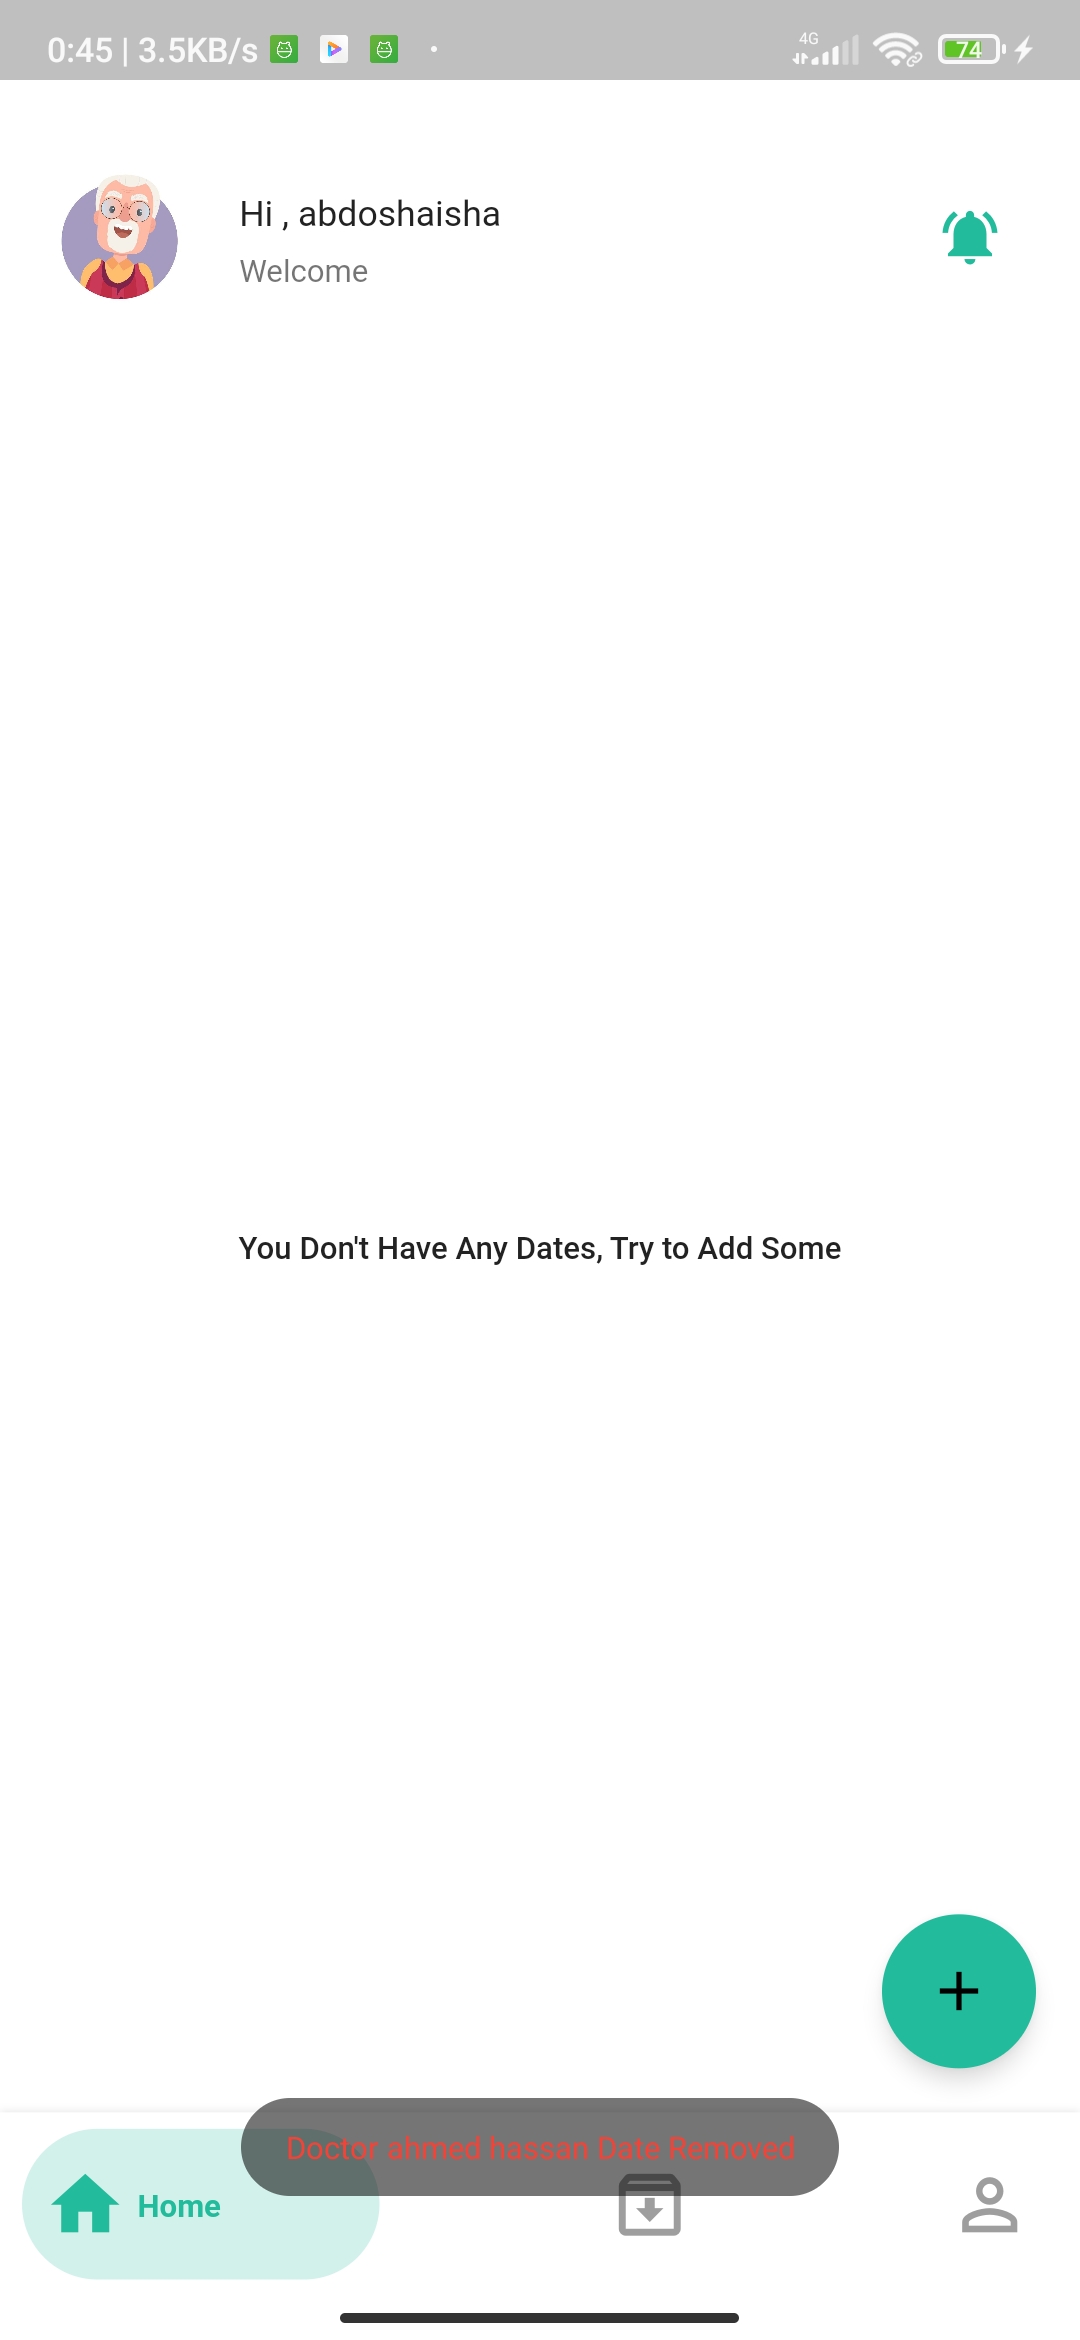 0:45 | 3.5KB/s
4G
74
Hi , abdoshaisha
Welcome
You Don't Have Any Dates, Try to Add Some
Doctor ahmed hassan Date Removed
Home